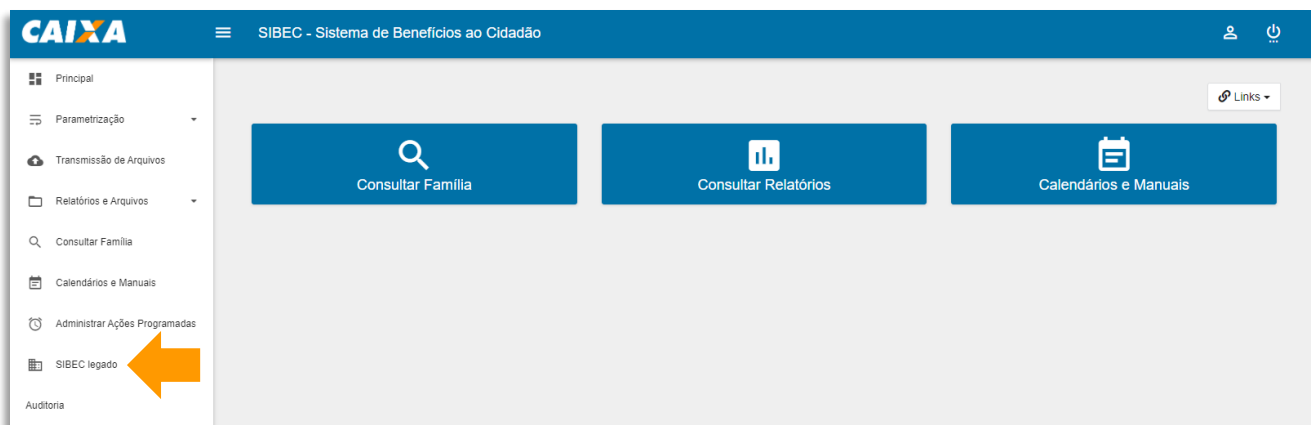 CAIXA
SIBEC - Sistema de Benefícios ao Cidadão
Principal
Links
Parametrização
Transmissão de Arquivos
Consultar Família
Consultar Relatórios
Calendários e Manuais
Relatórios e Arquivos
Consultar Família
Calendários e Manuais
Administrar Ações Programadas
SIBEC legado
Auditoria